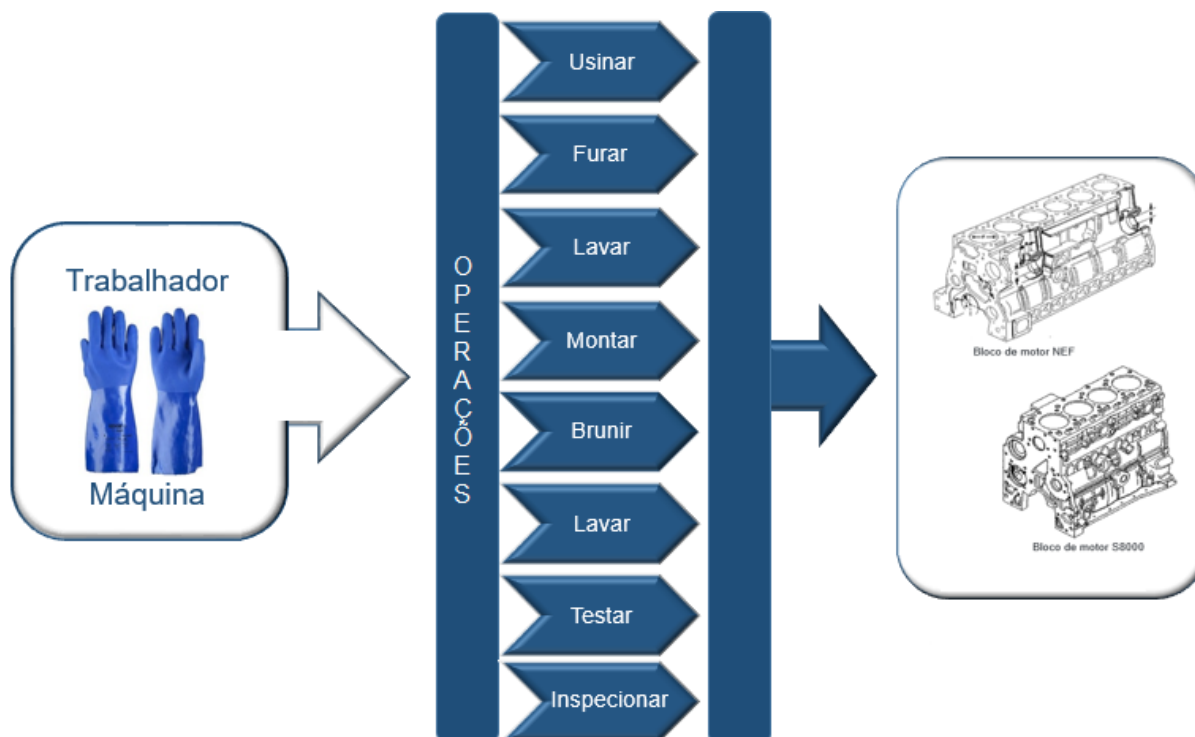 Trabalhador
Máquina
OPERAÇÕES
Usinar
Furar
Lavar
Montar
Brunir
Lavar
Testar
Inspecionar
Bloco de motor NEF
Bloco de motor S8000